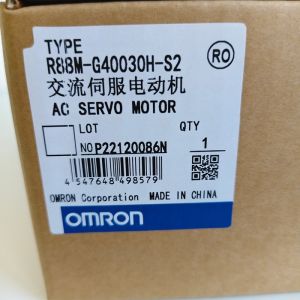 TYPE
R88M-G40030H-S2
RO
交流伺服电动机
AC SERVO MOTOR
LOT
QTY
NO P22120086N
1
4 547648 498579
OMRON Corporation MADE IN CHINA
OMRON